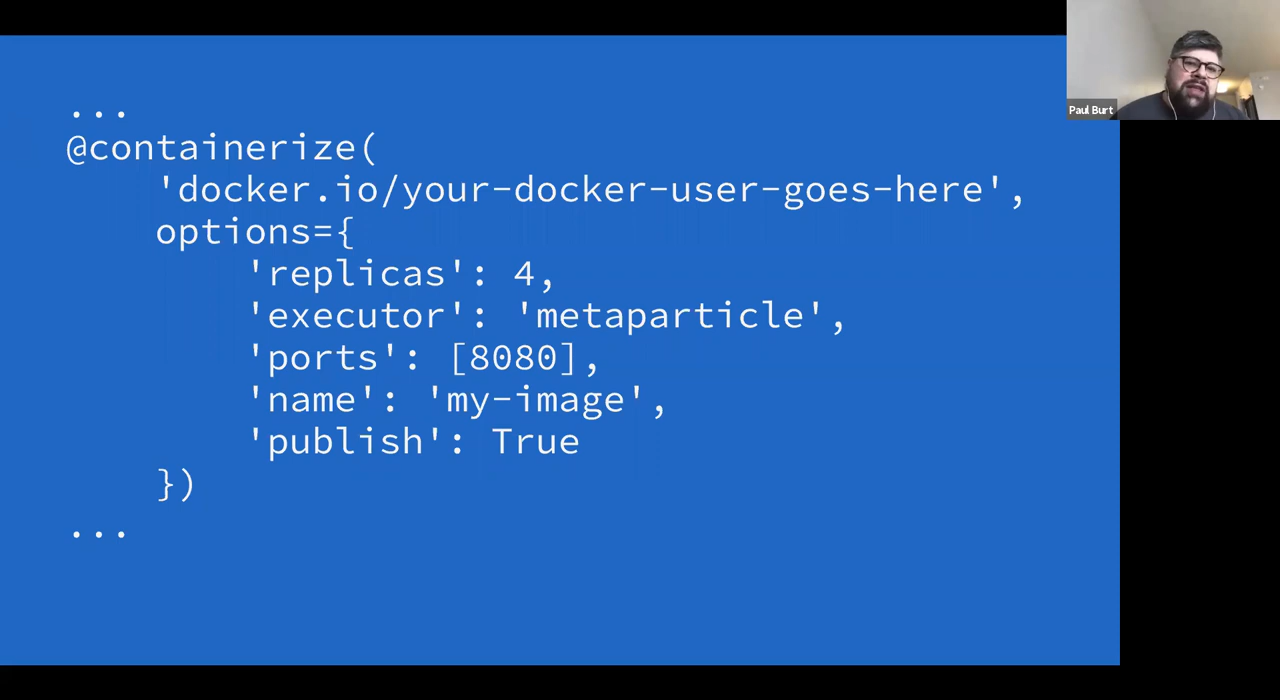 ...
@containerize(
'docker.io/your-docker-user-goes-here',
options={
'replicas': 4,
'executor': 'metaparticle',
'ports': [8080],
'name': 'my-image',
'publish': True
})
...
Paul Burt